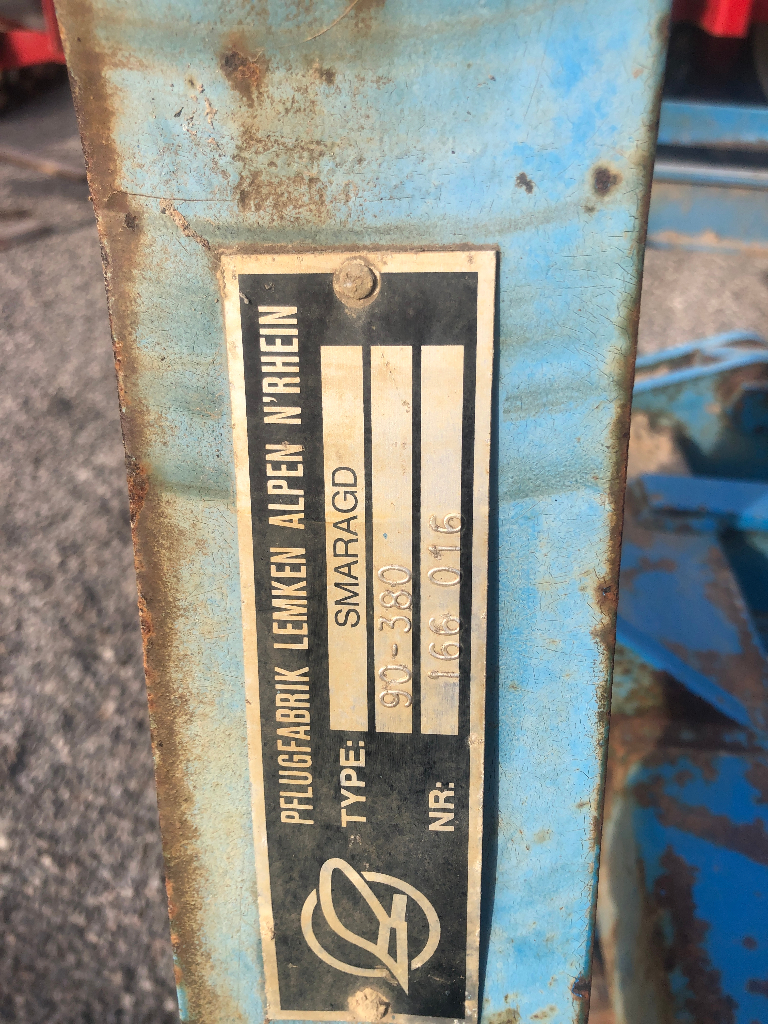 PFLUGFABRIK LEMKEN ALPEN N'RHEIN
TYPE: SMARAGD
90-380
NR: 166 016